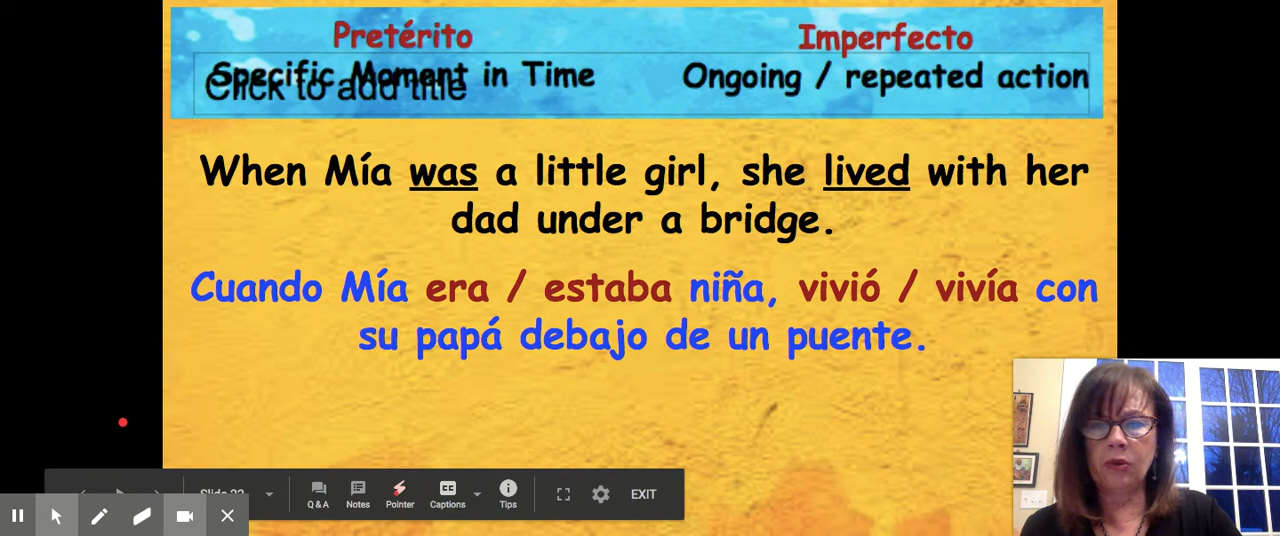 Pretérito Imperfecto
Specific Moment in Time Ongoing / repeated action
Click to add title
When Mía was a little girl, she lived with her
dad under a bridge.
Cuando Mía era / estaba niña, vivió / vivía con
su papá debajo de un puente.
Q & A Notes Pointer Captions Tips EXIT
CC